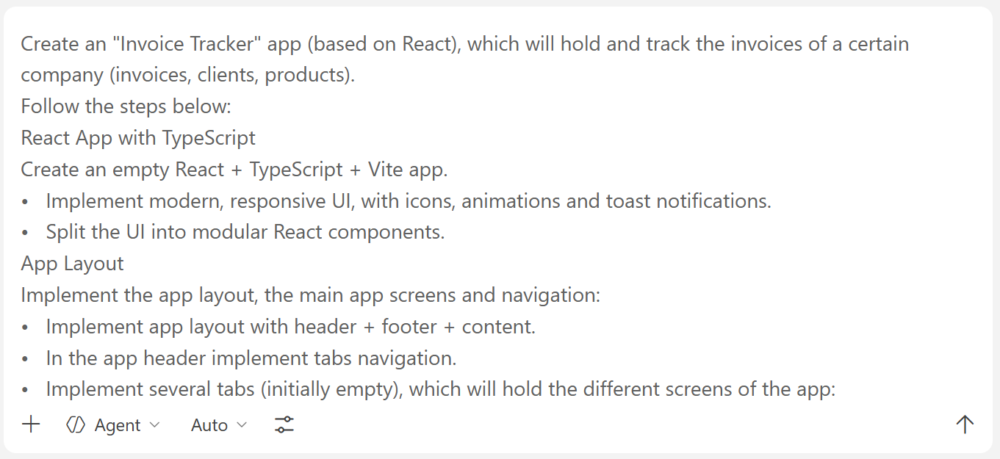 Create an "Invoice Tracker" app (based on React), which will hold and track the invoices of a certain
company (invoices, clients, products).
Follow the steps below:
React App with TypeScript
Create an empty React + TypeScript + Vite app.
• Implement modern, responsive UI, with icons, animations and toast notifications.
• Split the UI into modular React components.
App Layout
Implement the app layout, the main app screens and navigation:
• Implement app layout with header + footer + content.
• In the app header implement tabs navigation.
• Implement several tabs (initially empty), which will hold the different screens of the app:
Agent Auto